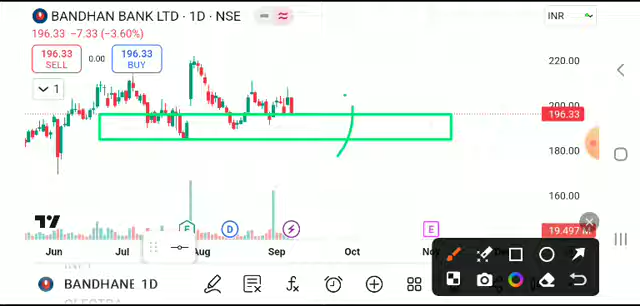 BANDHAN BANK LTD · 1D · NSE
INR
196.33 −7.33 (−3.60%)
196.33 SELL
0.00
196.33 BUY
1
220.00
200.00
196.33
180.00
160.00
19.497 M
E
D
E
Jun
Jul
Aug
Sep
Oct
Nov
BANDHANE 1D